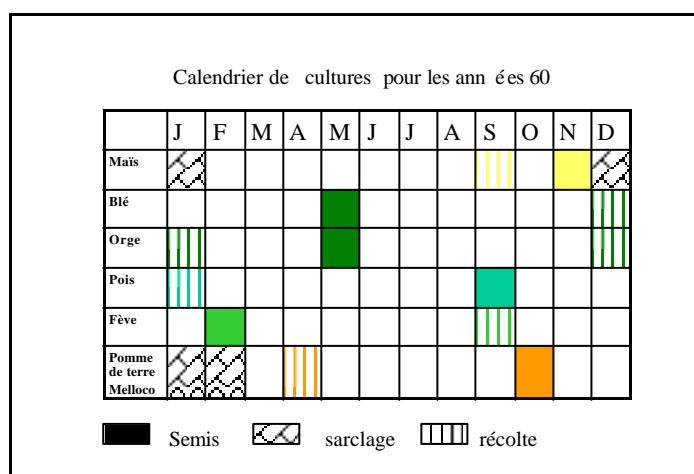 Calendrier de cultures pour les ann ées 60
J F M A M J J A S O N D
Maïs
Blé
Orge
Pois
Fève
Pomme
de terre
Melloco
Semis sarclage récolte